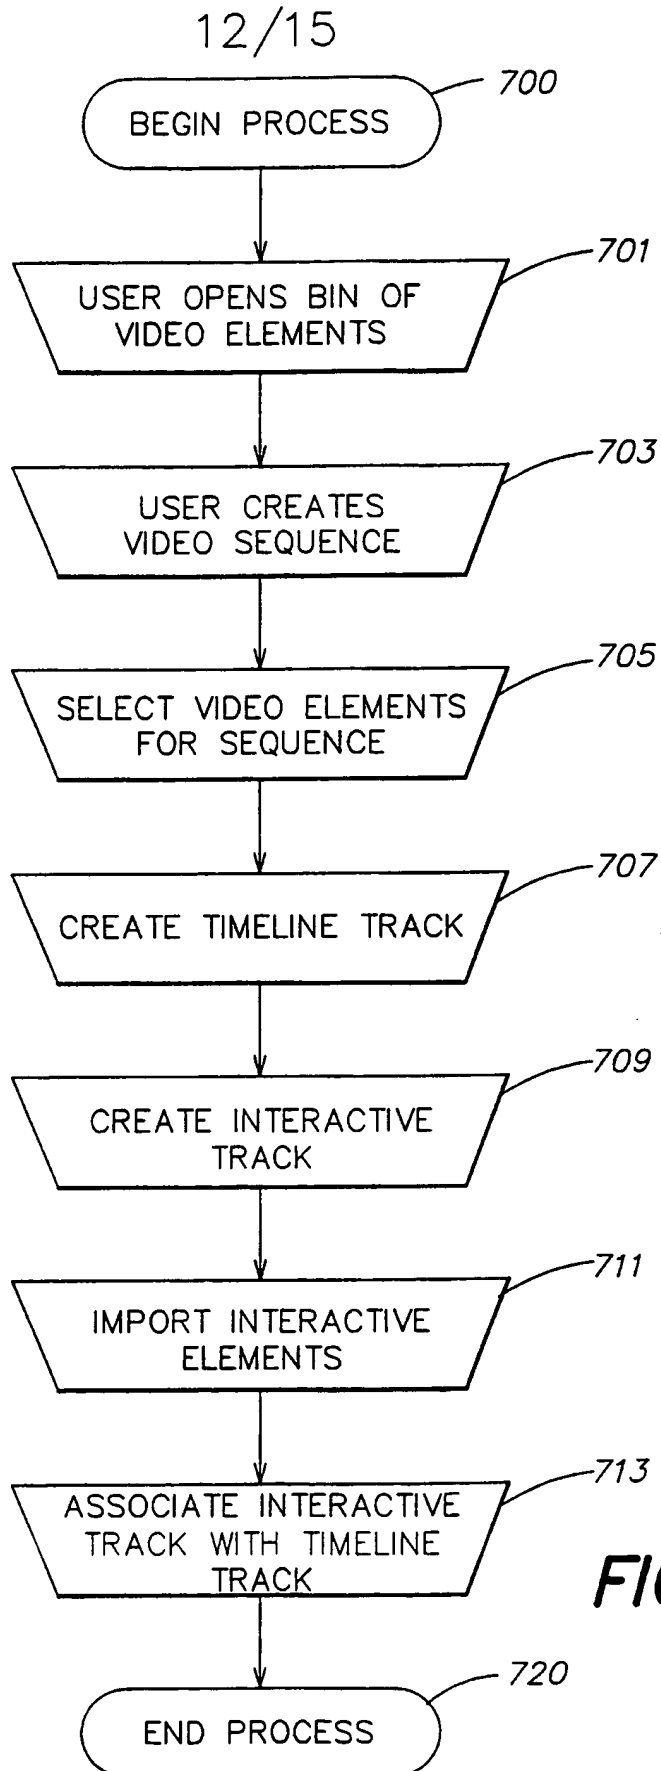 12/15
700
BEGIN PROCESS
701
USER OPENS BIN OF
VIDEO ELEMENTS
703
USER CREATES
VIDEO SEQUENCE
705
SELECT VIDEO ELEMENTS
FOR SEQUENCE
707
CREATE TIMELINE TRACK
709
CREATE INTERACTIVE
TRACK
711
IMPORT INTERACTIVE
ELEMENTS
713
ASSOCIATE INTERACTIVE
TRACK WITH TIMELINE
TRACK
720
END PROCESS